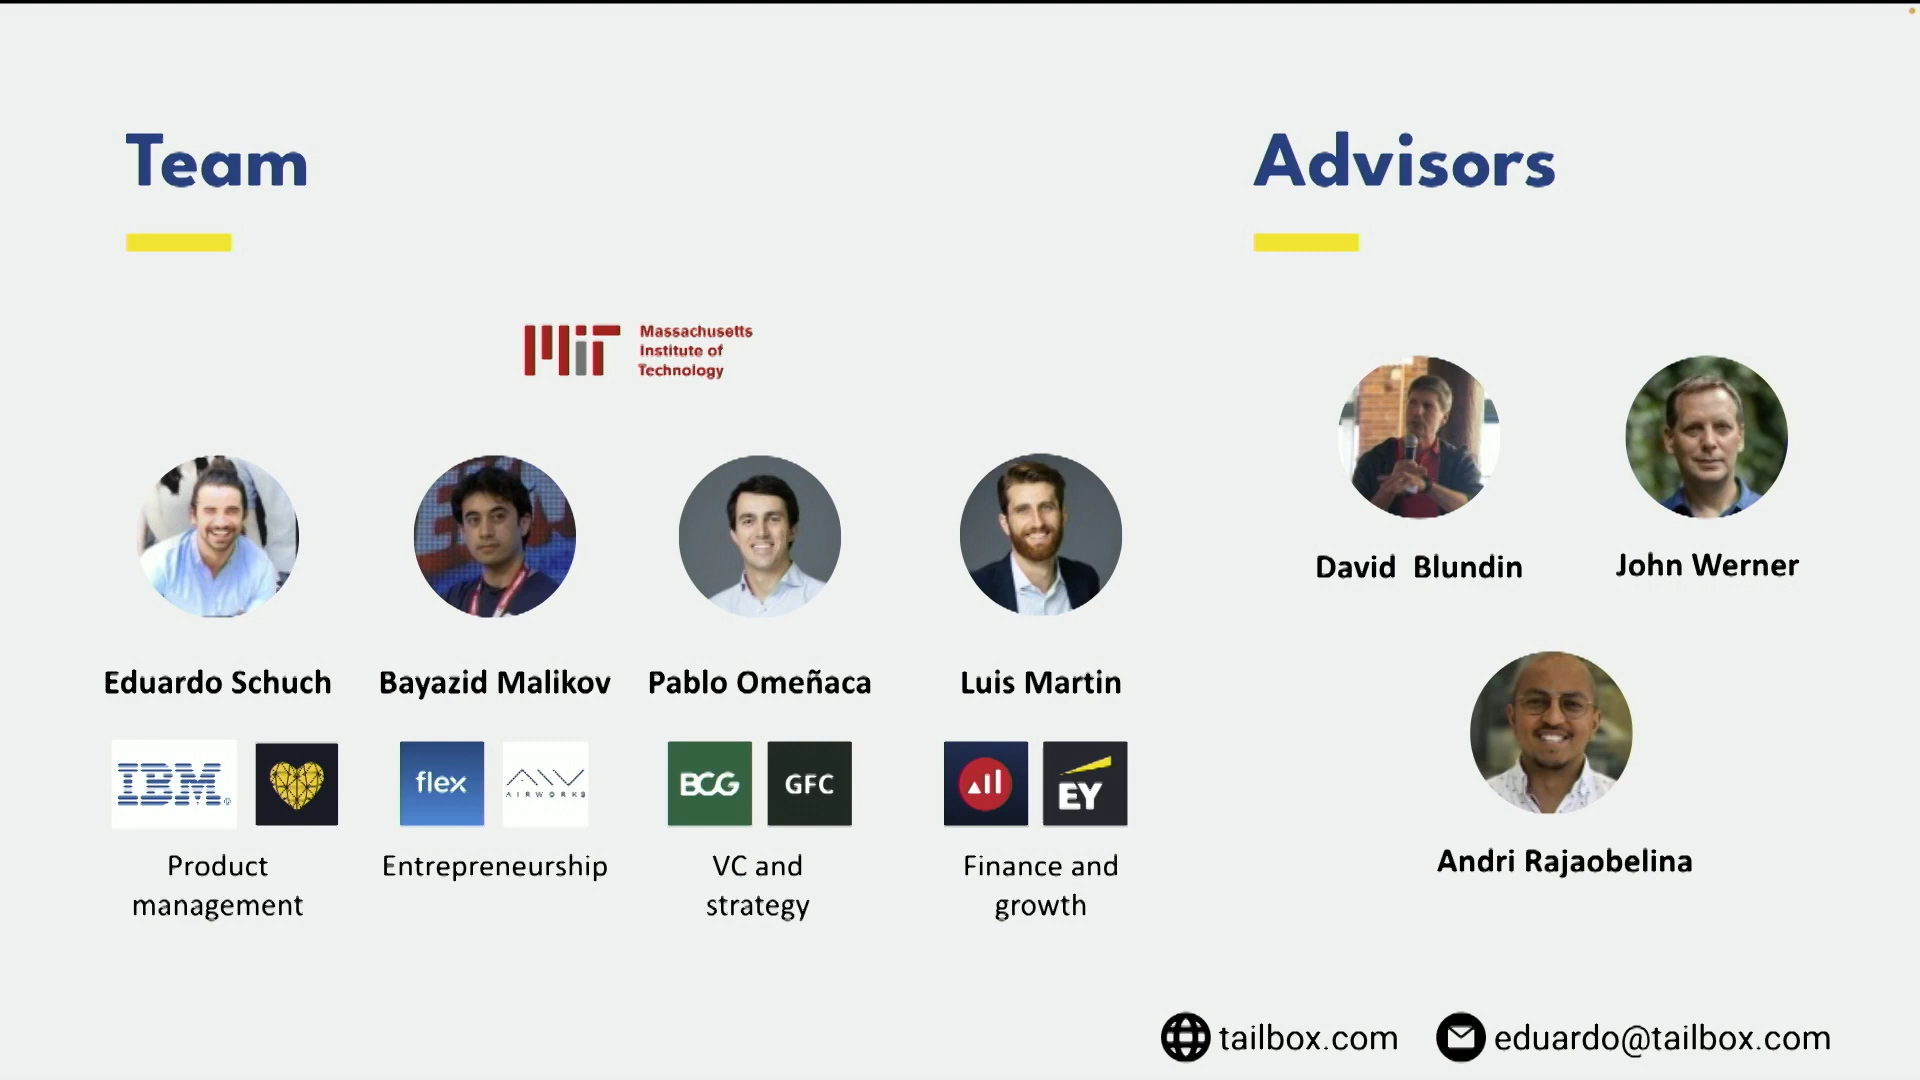 Team
Advisors
MIT
Massachusetts
Institute of
Technology
David Blundin
John Werner
Eduardo Schuch
Bayazid Malikov
Pablo Omeñaca
Luis Martin
IBM®
flex
AIRWORKS
BCG
GFC
EY
Product
management
Entrepreneurship
VC and
strategy
Finance and
growth
Andri Rajaobelina
tailbox.com
eduardo@tailbox.com